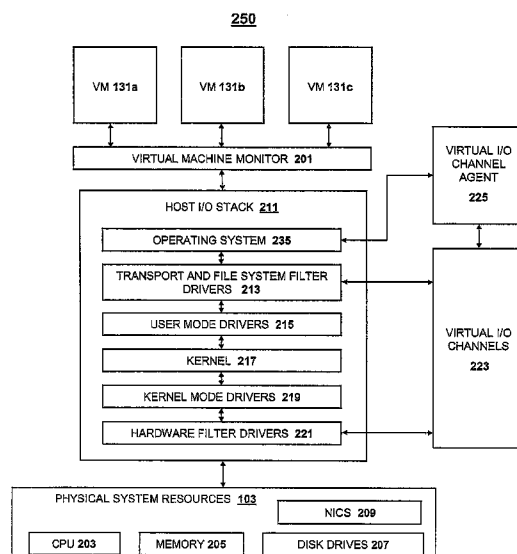 250
VM 131a
VM 131b
VM 131c
VIRTUAL MACHINE MONITOR 201
HOST I/O STACK 211
OPERATING SYSTEM 235
TRANSPORT AND FILE SYSTEM FILTER
DRIVERS 213
USER MODE DRIVERS 215
KERNEL 217
KERNEL MODE DRIVERS 219
HARDWARE FILTER DRIVERS 221
VIRTUAL I/O
CHANNEL
AGENT
225
VIRTUAL I/O
CHANNELS
223
PHYSICAL SYSTEM RESOURCES 103
NICS 209
CPU 203
MEMORY 205
DISK DRIVES 207